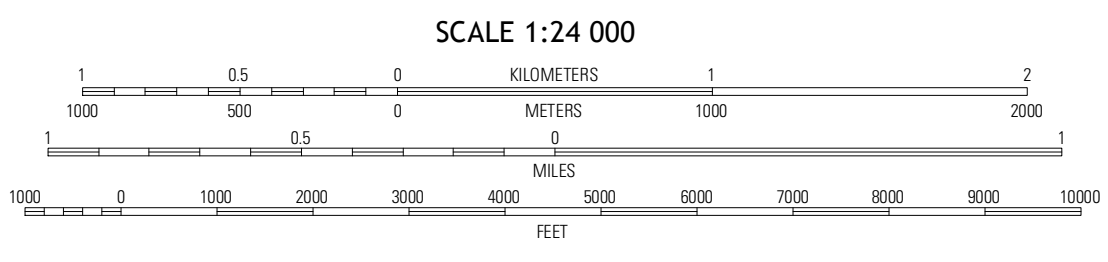 SCALE 1:24 000
1 0.5 0 KILOMETERS 1 2
1000 500 0 METERS 1000 2000
1 0.5 0 1
MILES
1000 0 1000 2000 3000 4000 5000 6000 7000 8000 9000 10000
FEET